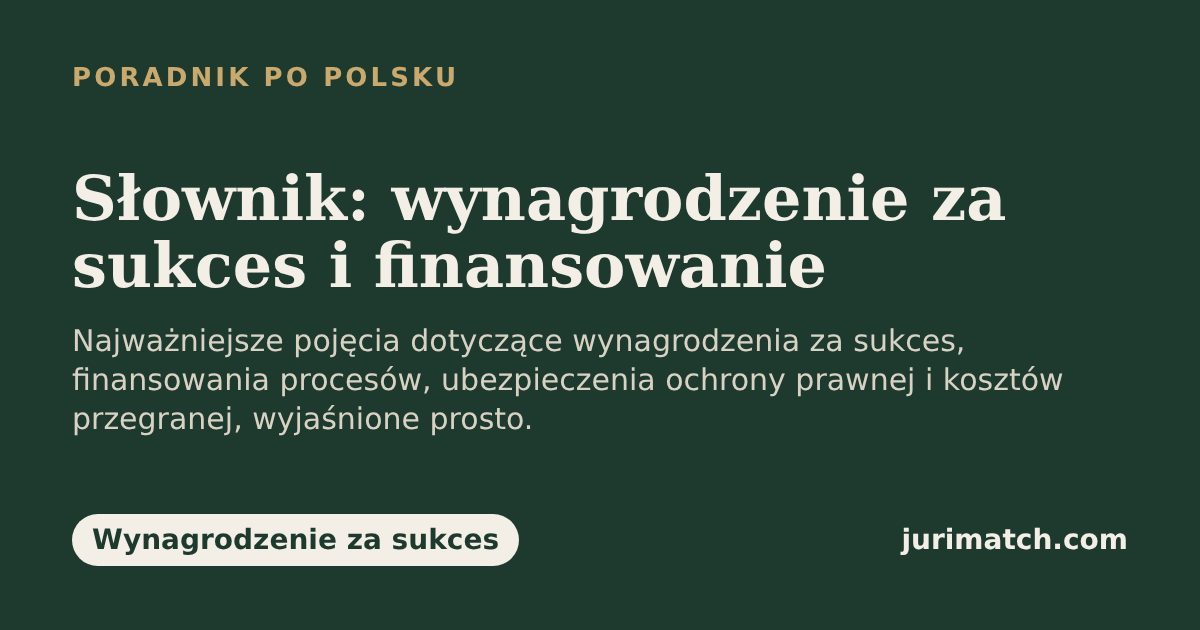 PORADNIK PO POLSKU
Słownik: wynagrodzenie za
sukces i finansowanie
Najważniejsze pojęcia dotyczące wynagrodzenia za sukces,
finansowania procesów, ubezpieczenia ochrony prawnej i kosztów
przegranej, wyjaśnione prosto.
Wynagrodzenie za sukces
jurimatch.com